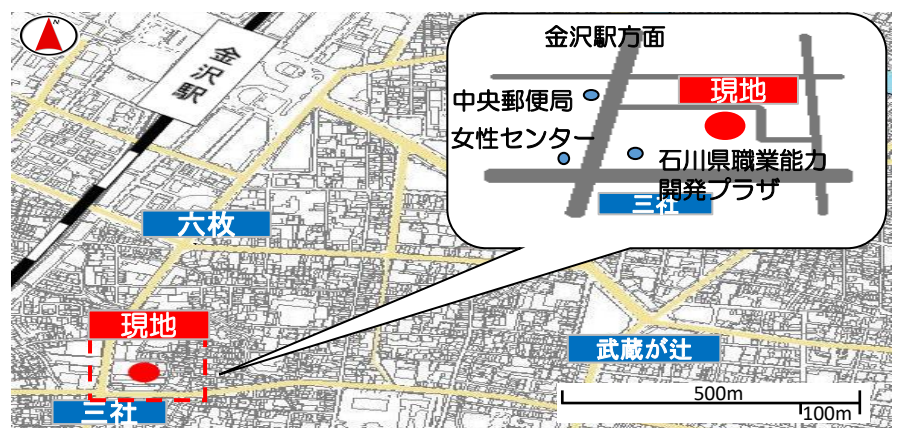 N
金沢駅
金沢駅方面
現地
中央郵便局
女性センター
石川県職業能力
開発プラザ
三社
六枚
現地
武蔵が辻
三社
500m
100m